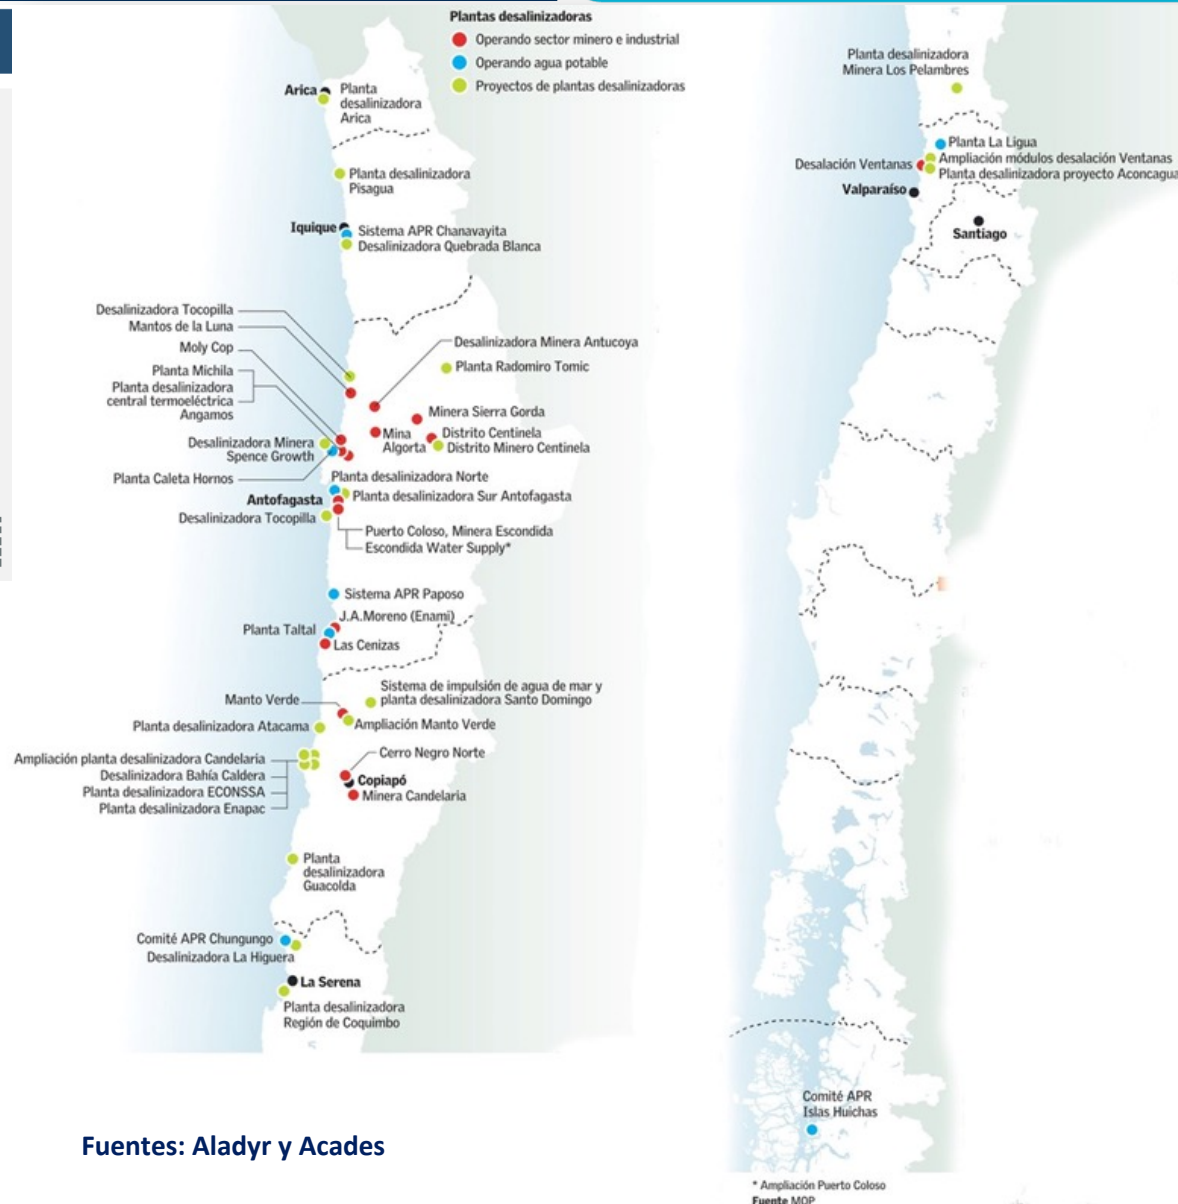 Plantas desalinizadoras
Operando sector minero e industrial
Operando agua potable
Proyectos de plantas desalinizadoras
Arica
Planta
desalinizadora
Arica
Planta desalinizadora
Pisagua
Iquique
Sistema APR Chanavayita
Desalinizadora Quebrada Blanca
Desalinizadora Tocopilla
Mantos de la Luna
Moly Cop
Planta Michila
Planta desalinizadora
central termoeléctrica
Angamos
Desalinizadora Minera Antucoya
Planta Radomiro Tomic
Minera Sierra Gorda
Mina
Algorta
Distrito Centinela
Distrito Minero Centinela
Desalinizadora Minera
Spence Growth
Planta Caleta Hornos
Planta desalinizadora Norte
Antofagasta
Planta desalinizadora Sur Antofagasta
Desalinizadora Tocopilla
Puerto Coloso, Minera Escondida
Escondida Water Supply*
Sistema APR Paposo
J.A.Moreno (Enami)
Planta Taltal
Las Cenizas
Sistema de impulsión de agua de mar y
planta desalinizadora Santo Domingo
Manto Verde
Ampliación Manto Verde
Planta desalinizadora Atacama
Ampliación planta desalinizadora Candelaria
Desalinizadora Bahía Caldera
Planta desalinizadora ECONSSA
Planta desalinizadora Enapac
Cerro Negro Norte
Copiapó
Minera Candelaria
Planta
desalinizadora
Guacolda
Comité APR Chungungo
Desalinizadora La Higuera
La Serena
Planta desalinizadora
Región de Coquimbo
Planta desalinizadora
Minera Los Pelambres
Planta La Ligua
Desalación Ventanas
Ampliación módulos desalación Ventanas
Planta desalinizadora proyecto Aconcagua
Valparaíso
Santiago
Comité APR
Islas Huichas
* Ampliación Puerto Coloso
Fuente MOP
Fuentes: Aladyr y Acades